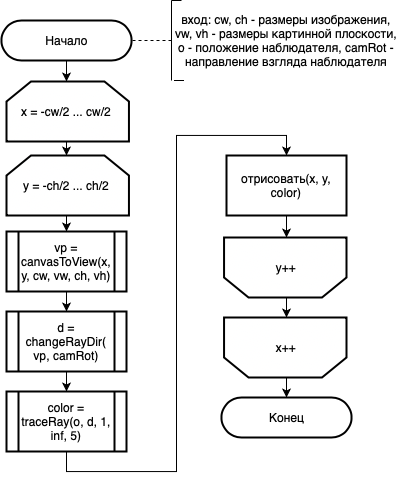 Начало
вход: cw, ch - размеры изображения,
vw, vh - размеры картинной плоскости,
o - положение наблюдателя, camRot -
направление взгляда наблюдателя
x = -cw/2 ... cw/2
y = -ch/2 ... ch/2
vp =
canvasToView(x,
y, cw, vw, ch, vh)
d =
changeRayDir(
vp, camRot)
color =
traceRay(o, d, 1,
inf, 5)
отрисовать(x, y,
color)
y++
x++
Конец